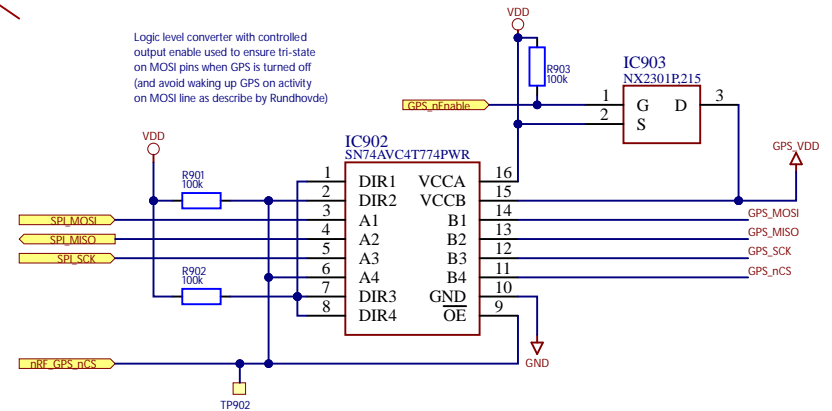 Logic level converter with controlled
output enable used to ensure tri-state
on MOSI pins when GPS is turned off
(and avoid waking up GPS on activity
on MOSI line as describe by Rundhovde)
VDD
R903
100k
IC903
NX2301P,215
GPS_nEnable
1 G D 3
2 S
VDD
IC902
SN74AVC4T774PWR
GPS_VDD
R901
100k
1 DIR1 VCCA 16
2 DIR2 VCCB 15
SPI_MOSI 3 A1 B1 14 GPS_MOSI
SPI_MISO 4 A2 B2 13 GPS_MISO
SPI_SCK 5 A3 B3 12 GPS_SCK
6 A4 B4 11 GPS_nCS
R902
100k
7 DIR3 GND 10
8 DIR4 OE 9
nRF_GPS_nCS
GND
TP902